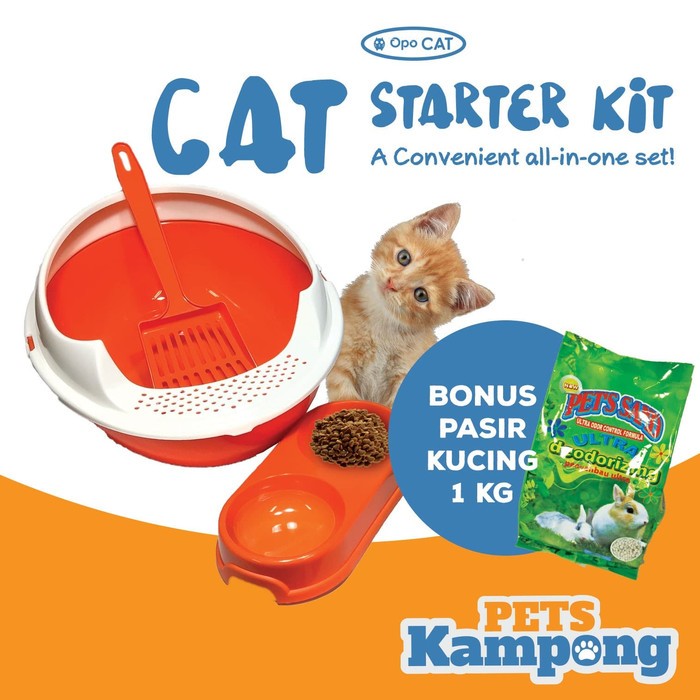 Opo CAT
CAT STARTER KiT
A Convenient all-in-one set!
BONUS
PASIR
KUCING
1 KG
PET'S SAND
ULTRA ODOR CONTROL FORMULA
ULTRA
deodorizing
PETS
Kampong